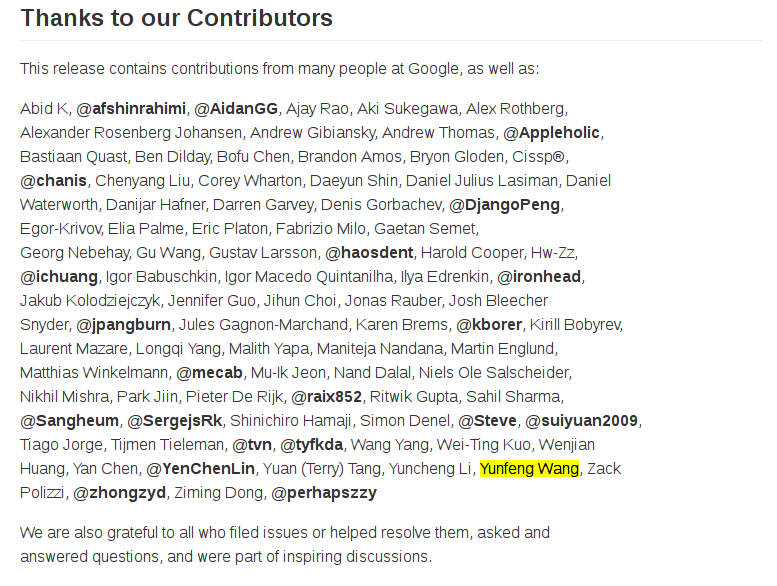 Thanks to our Contributors
This release contains contributions from many people at Google, as well as:
Abid K, @afshinrahimi, @AidanGG, Ajay Rao, Aki Sukegawa, Alex Rothberg,
Alexander Rosenberg Johansen, Andrew Gibiansky, Andrew Thomas, @Appleholic,
Bastiaan Quast, Ben Dilday, Bofu Chen, Brandon Amos, Bryon Gloden, Cissp®,
@chanis, Chenyang Liu, Corey Wharton, Daeyun Shin, Daniel Julius Lasiman, Daniel
Waterworth, Danijar Hafner, Darren Garvey, Denis Gorbachev, @DjangoPeng,
Egor-Krivov, Elia Palme, Eric Platon, Fabrizio Milo, Gaetan Semet,
Georg Nebehay, Gu Wang, Gustav Larsson, @haosdent, Harold Cooper, Hw-Zz,
@ichuang, Igor Babuschkin, Igor Macedo Quintanilha, Ilya Edrenkin, @ironhead,
Jakub Kolodziejczyk, Jennifer Guo, Jihun Choi, Jonas Rauber, Josh Bleecher
Snyder, @jpangburn, Jules Gagnon-Marchand, Karen Brems, @kborer, Kirill Bobyrev,
Laurent Mazare, Longqi Yang, Malith Yapa, Maniteja Nandana, Martin Englund,
Matthias Winkelmann, @mecab, Mu-Ik Jeon, Nand Dalal, Niels Ole Salscheider,
Nikhil Mishra, Park Jiin, Pieter De Rijk, @raix852, Ritwik Gupta, Sahil Sharma,
@Sangheum, @SergejsRk, Shinichiro Hamaji, Simon Denel, @Steve, @suiyuan2009,
Tiago Jorge, Tijmen Tieleman, @tvn, @tyfkda, Wang Yang, Wei-Ting Kuo, Wenjian
Huang, Yan Chen, @YenChenLin, Yuan (Terry) Tang, Yuncheng Li, Yunfeng Wang, Zack
Polizzi, @zhongzyd, Ziming Dong, @perhapszzy
We are also grateful to all who filed issues or helped resolve them, asked and
answered questions, and were part of inspiring discussions.